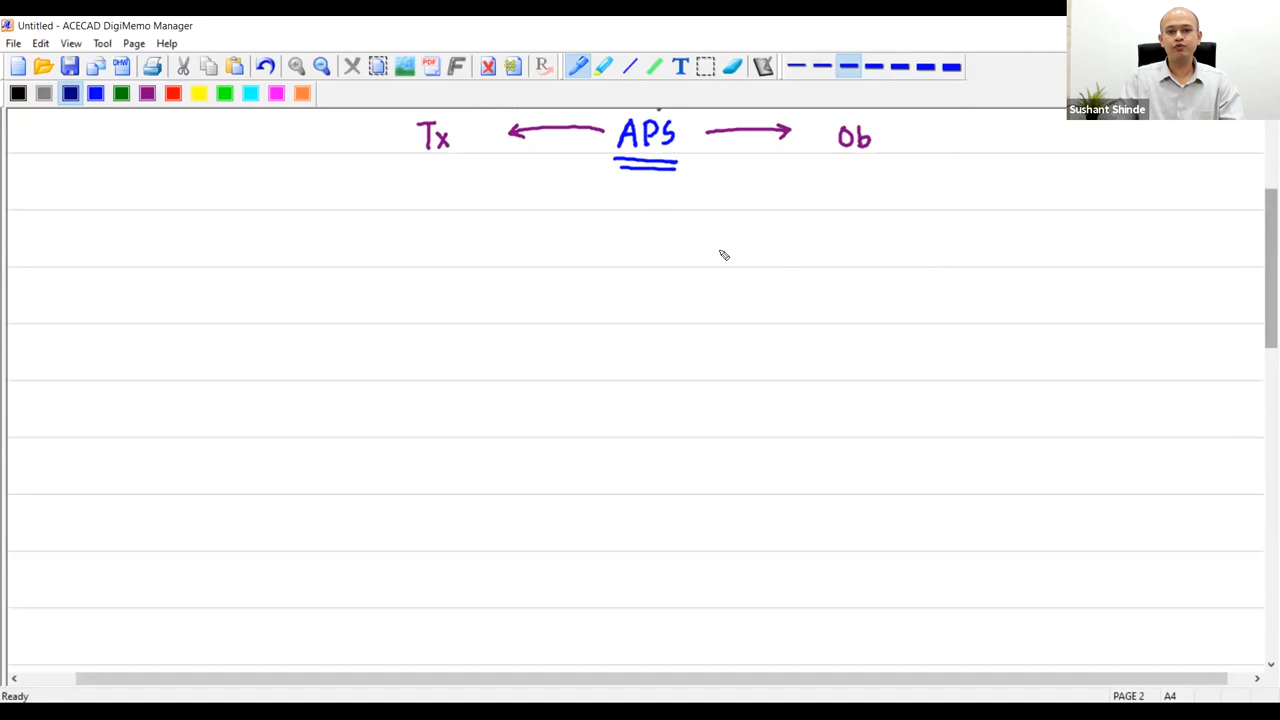 Untitled - ACECAD DigiMemo Manager
File Edit View Tool Page Help
Sushant Shinde
Tx ← APS → Ob
Ready PAGE 2 A4